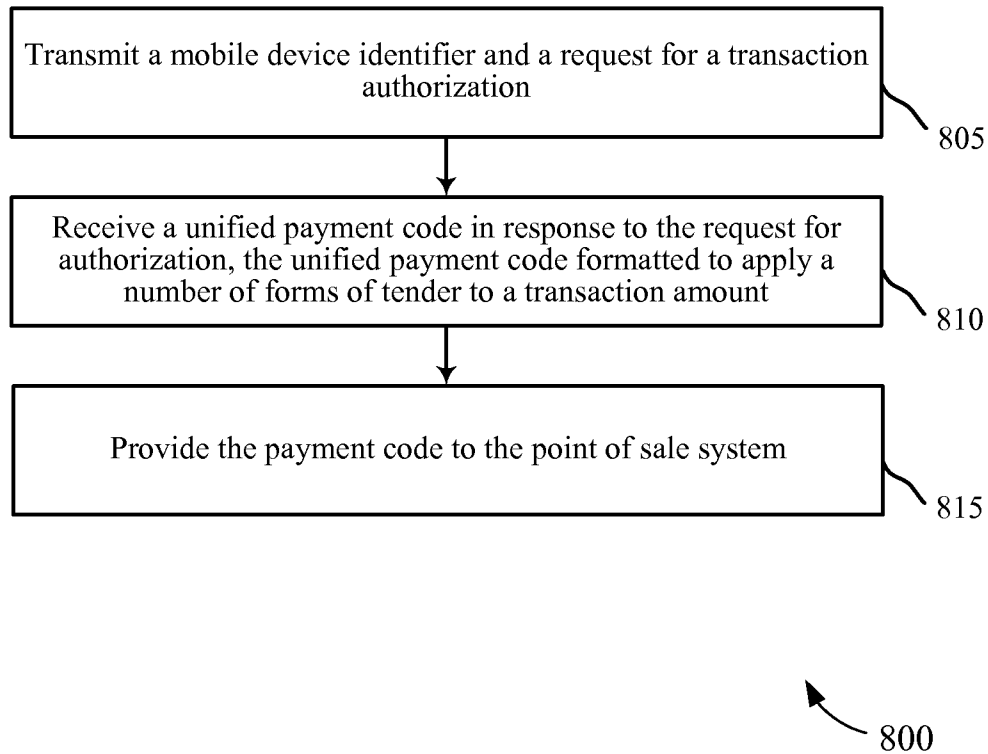 Transmit a mobile device identifier and a request for a transaction
authorization
805
Receive a unified payment code in response to the request for
authorization, the unified payment code formatted to apply a
number of forms of tender to a transaction amount
810
Provide the payment code to the point of sale system
815
800